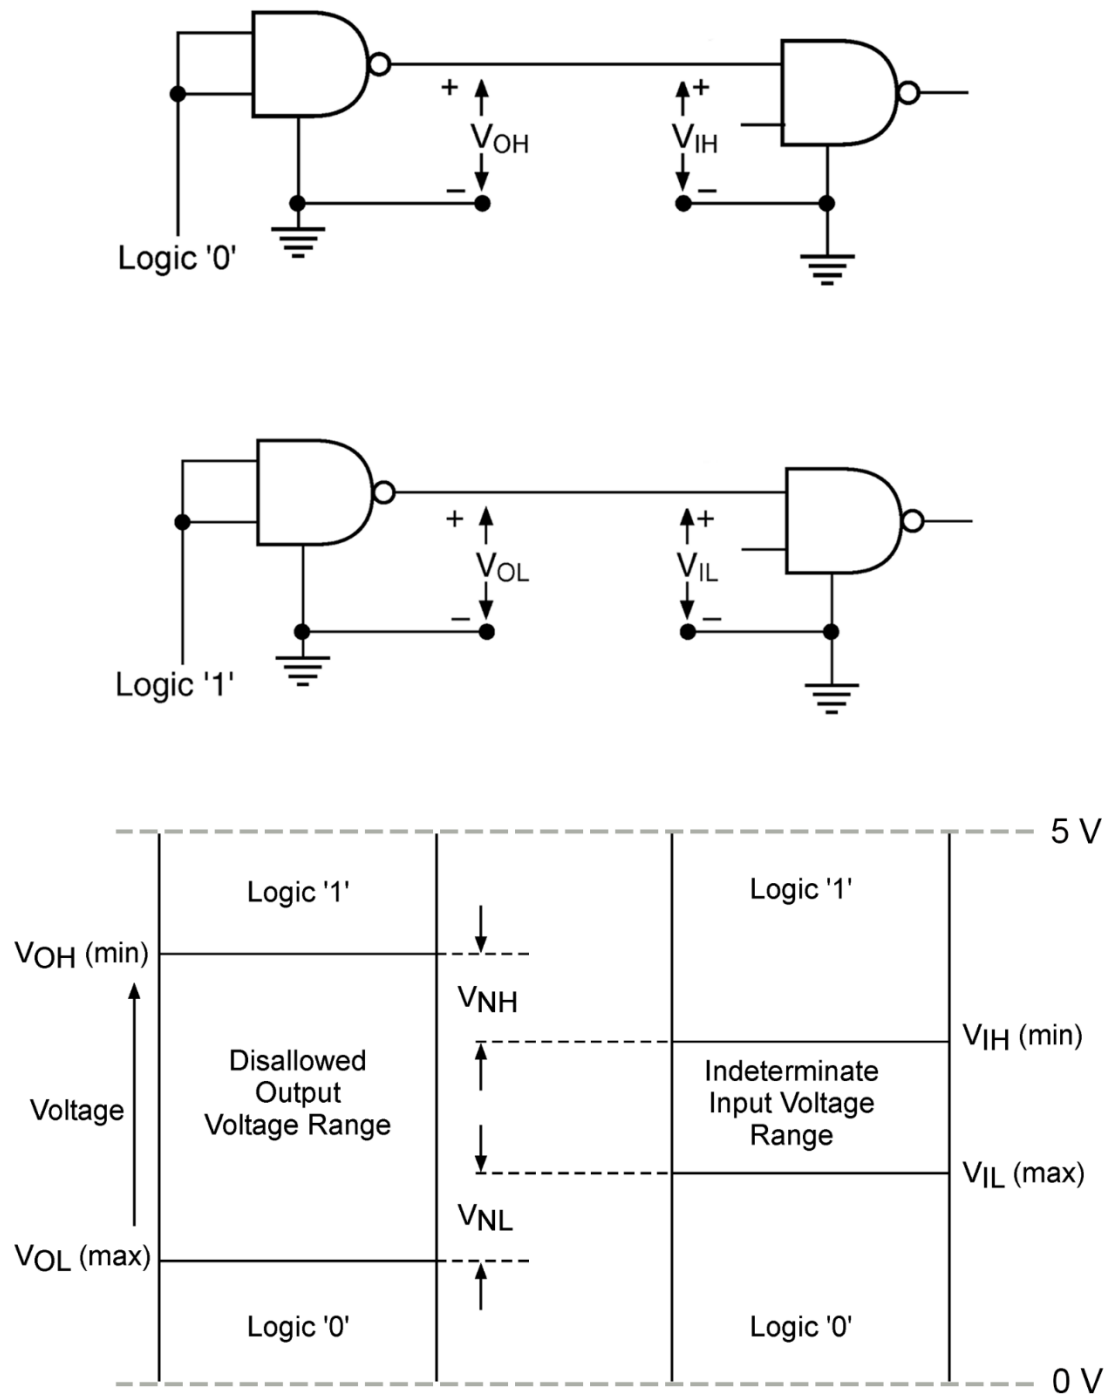 +
+
VOH
VIH
−
−
Logic '0'
+
+
VOL
VIL
−
−
Logic '1'
5 V
Logic '1'
Logic '1'
VOH (min)
VNH
VIH (min)
Disallowed
Output
Voltage Range
Indeterminate
Input Voltage
Range
Voltage
VIL (max)
VNL
VOL (max)
Logic '0'
Logic '0'
0 V